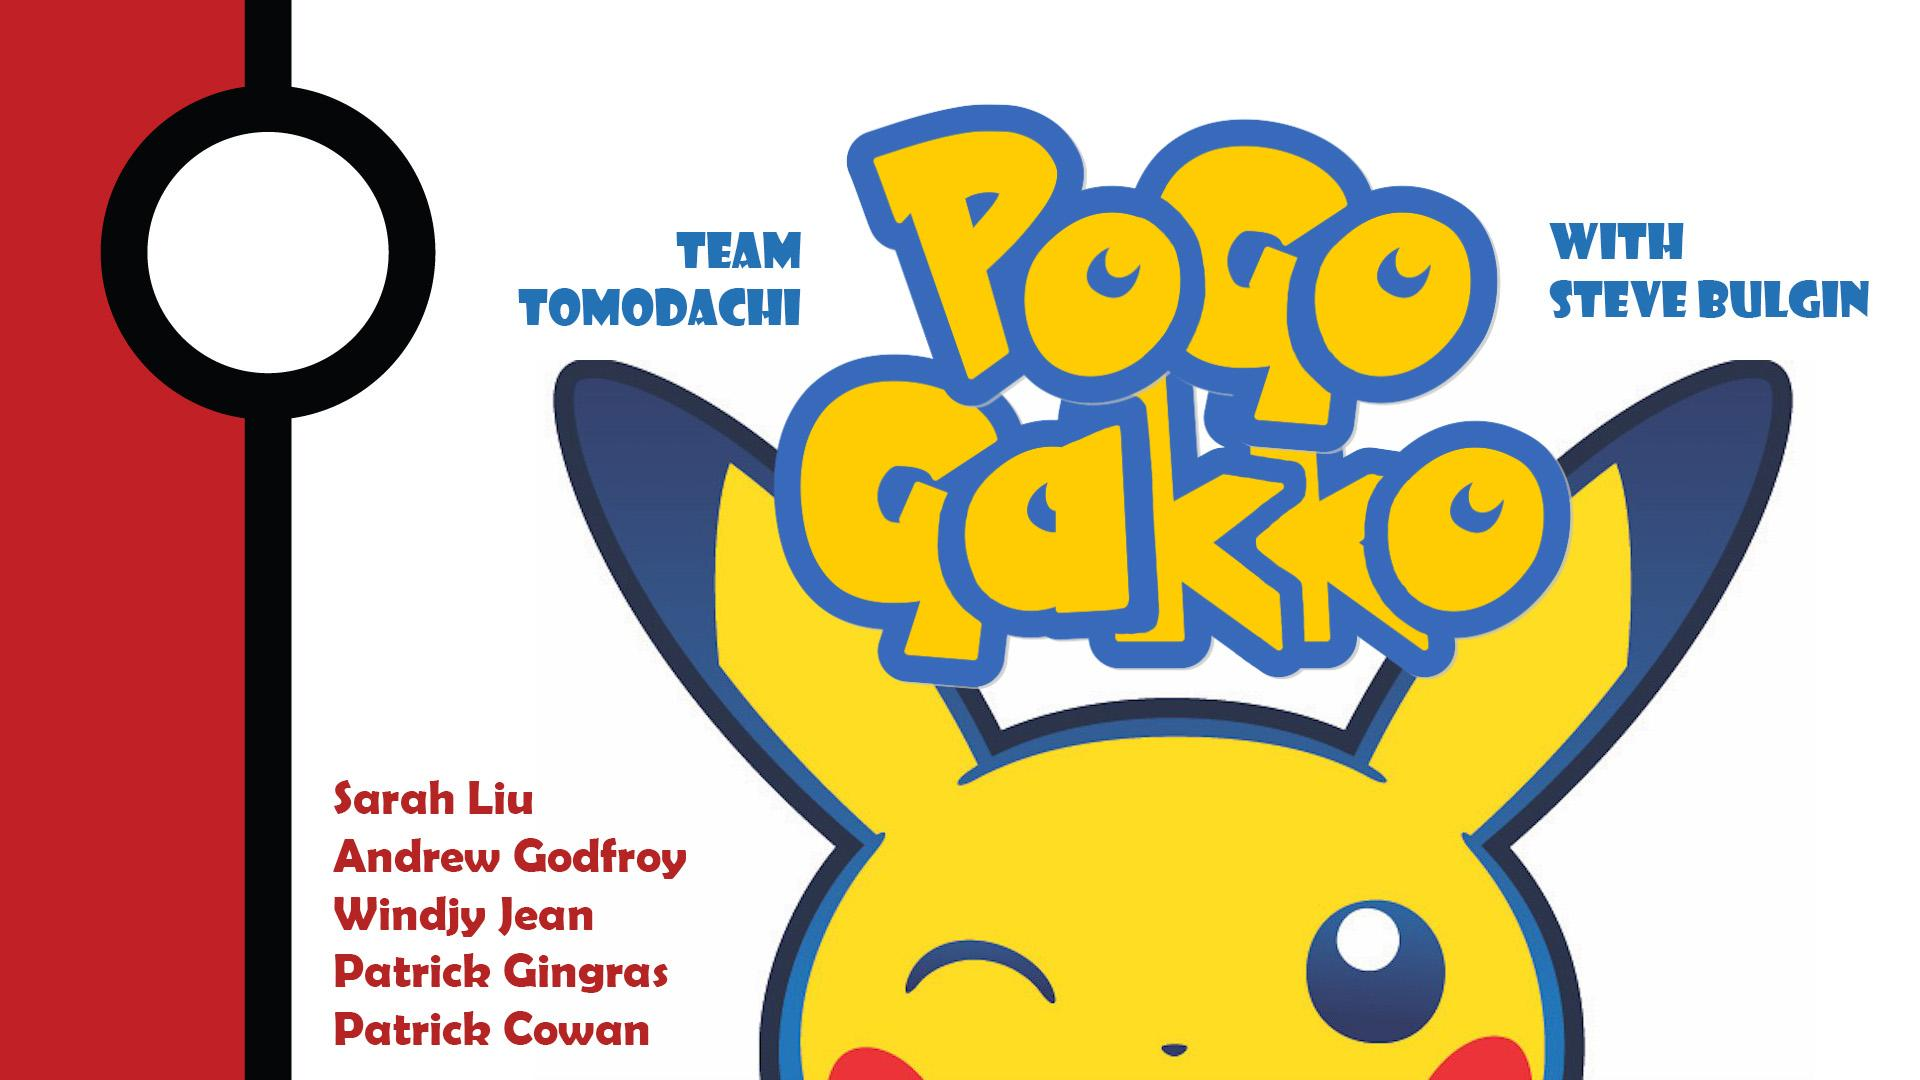 TEAM
TOMODACHI
PoGo
Gakko
WITH
STEVE BULGIN
Sarah Liu
Andrew Godfroy
Windjy Jean
Patrick Gingras
Patrick Cowan